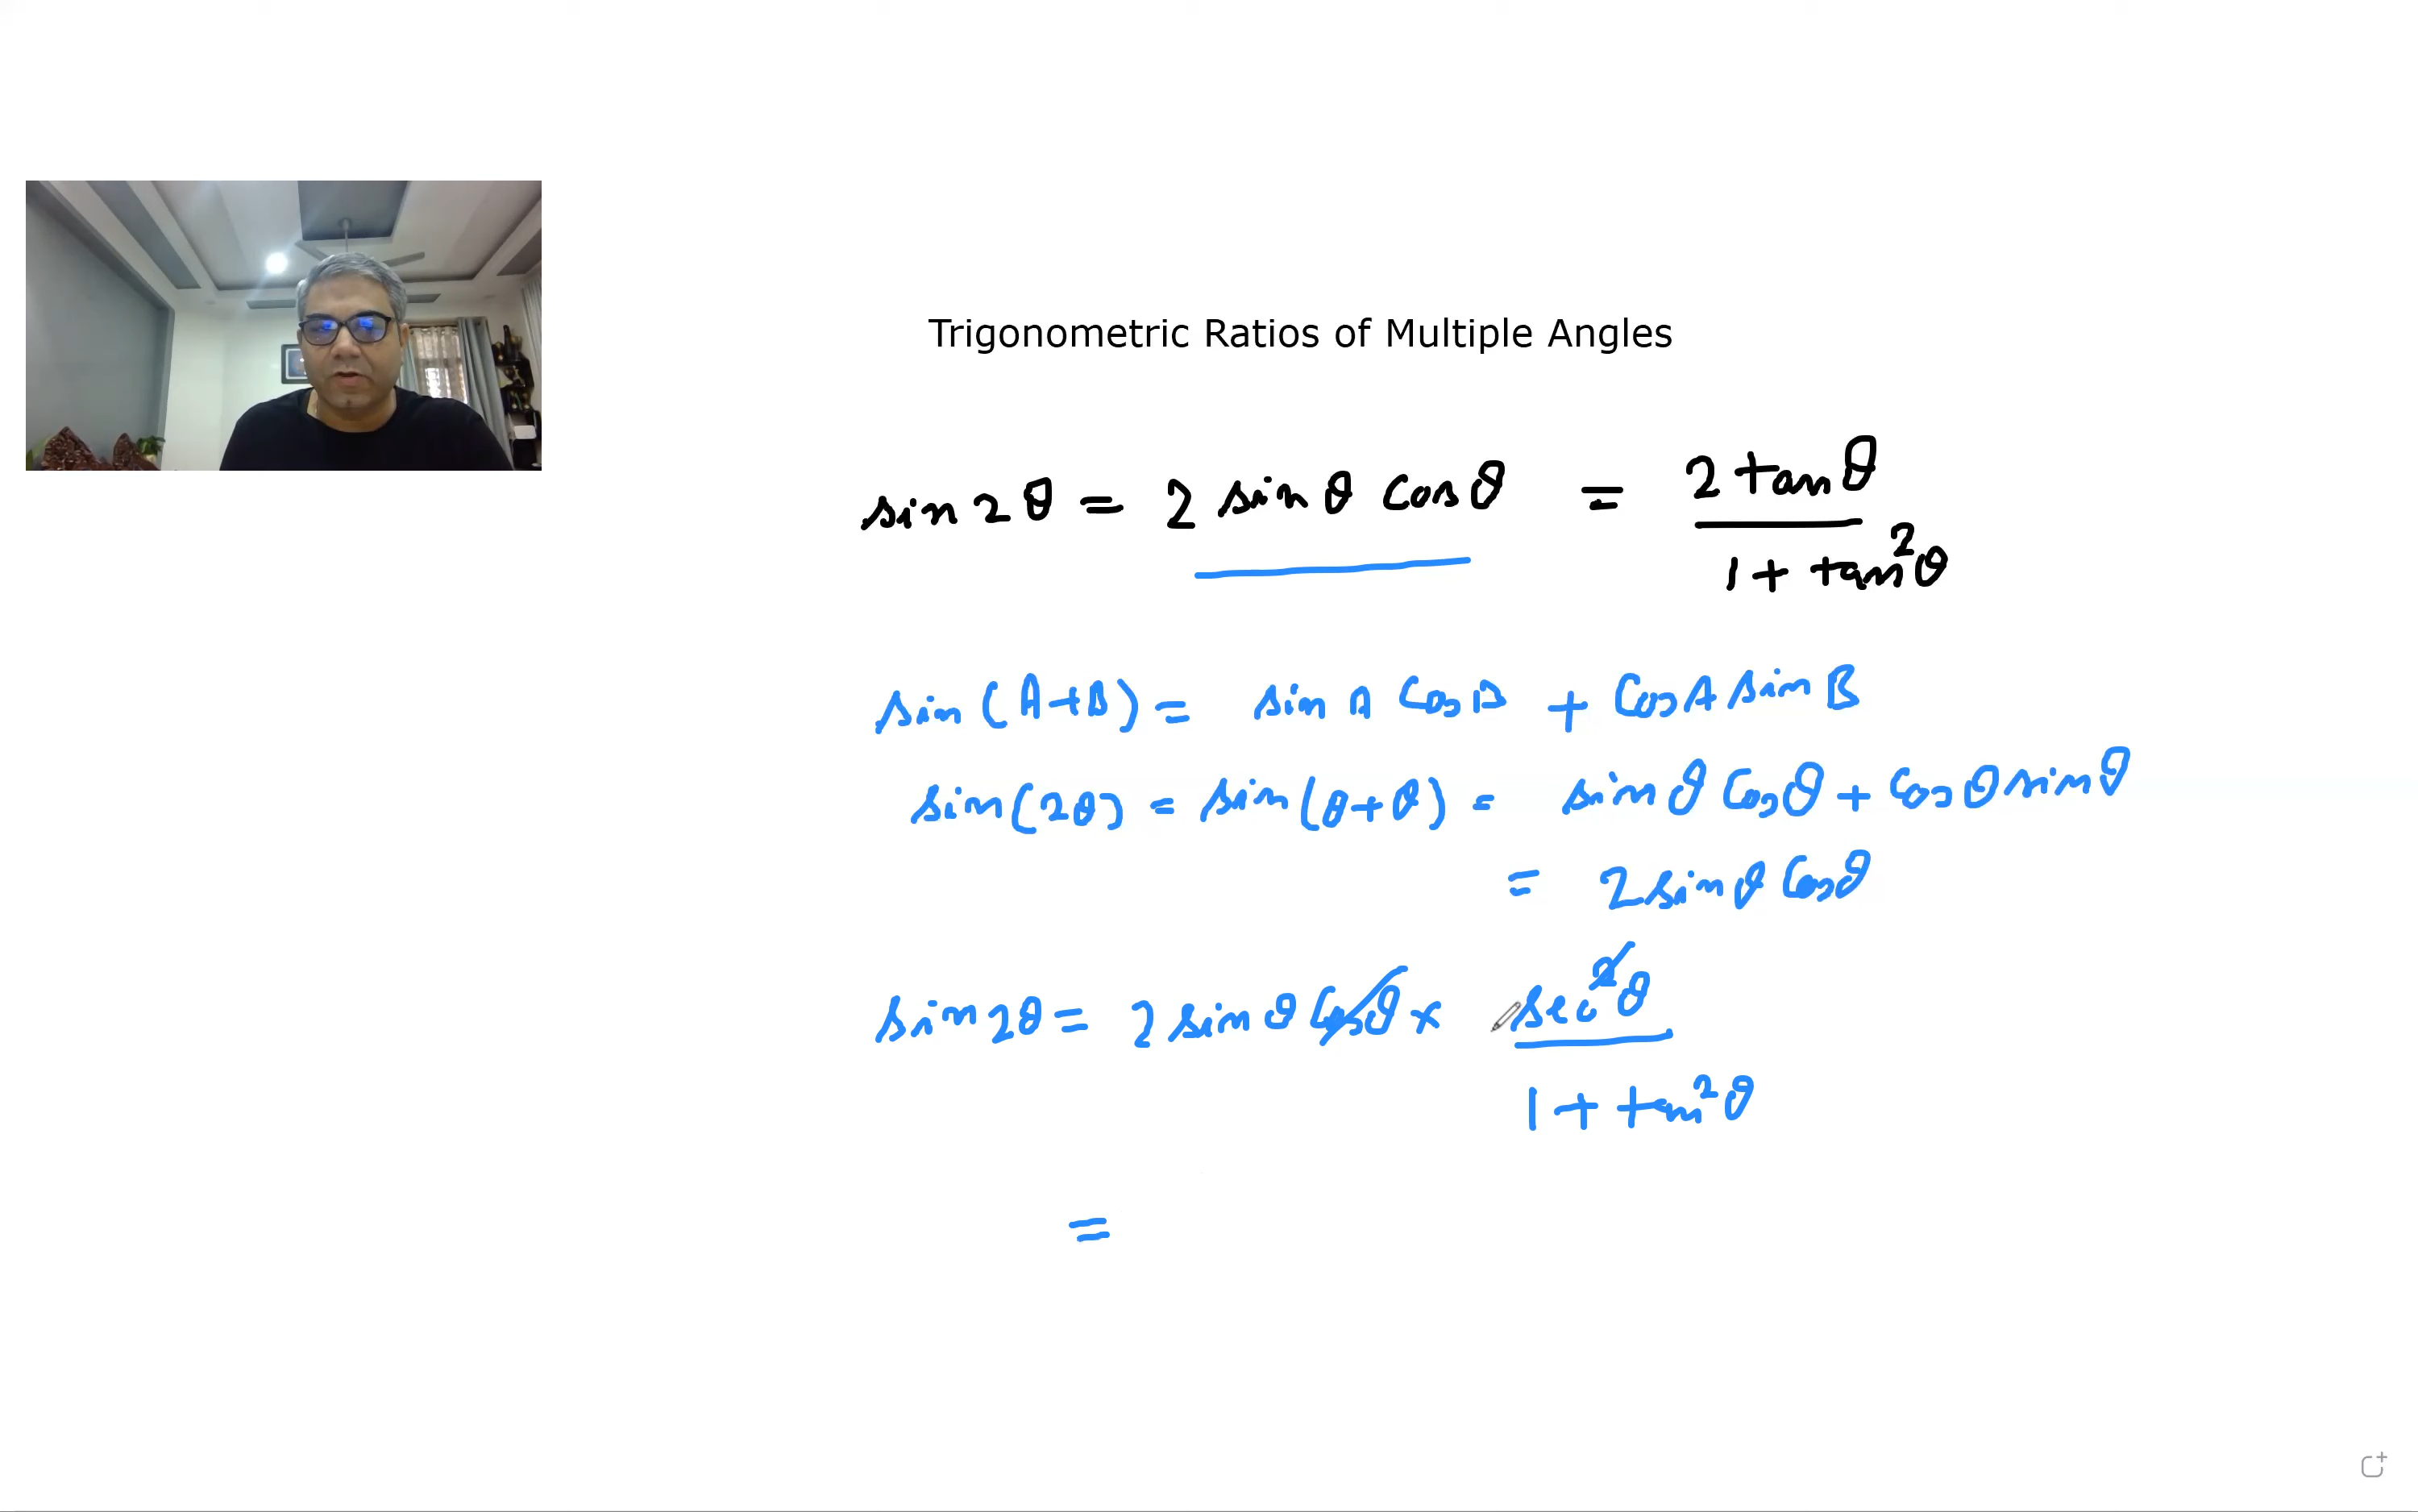 Trigonometric Ratios of Multiple Angles
sin 2θ = 2 sin θ cos θ = 2 tan θ / 1 + tan²θ
sin (A+B) = sin A cos B + cos A sin B
sin (2θ) = sin (θ+θ) = sin θ cos θ + cos θ sin θ
= 2 sin θ cos θ
sin 2θ = 2 sin θ cos θ × sec²θ / 1 + tan²θ
=